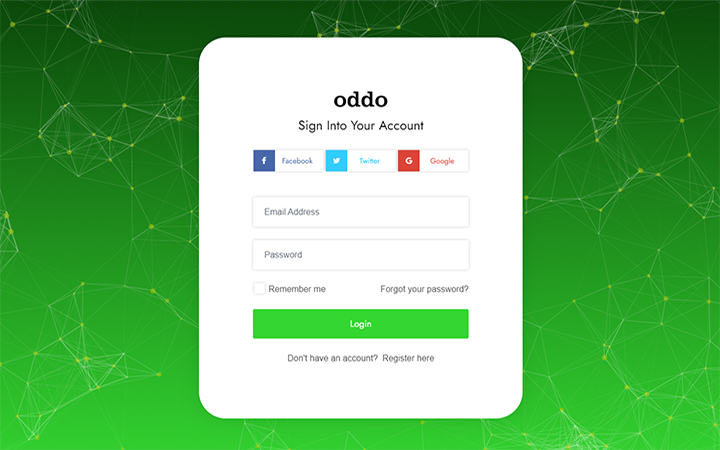 oddo
Sign Into Your Account
Facebook Twitter Google
Email Address
Password
Remember me Forgot your password?
Login
Don't have an account? Register here